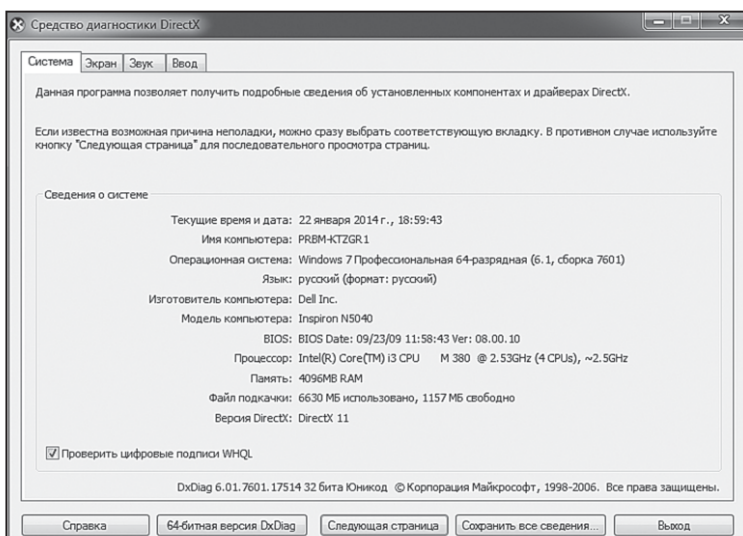 Средство диагностики DirectX
Система Экран Звук Ввод
Данная программа позволяет получить подробные сведения об установленных компонентах и драйверах DirectX.
Если известна возможная причина неполадки, можно сразу выбрать соответствующую вкладку. В противном случае используйте
кнопку "Следующая страница" для последовательного просмотра страниц.
Сведения о системе
Текущие время и дата: 22 января 2014 г., 18:59:43
Имя компьютера: PRBM-KTZGR1
Операционная система: Windows 7 Профессиональная 64-разрядная (6.1, сборка 7601)
Язык: русский (формат: русский)
Изготовитель компьютера: Dell Inc.
Модель компьютера: Inspiron N5040
BIOS: BIOS Date: 09/23/09 11:58:43 Ver: 08.00.10
Процессор: Intel(R) Core(TM) i3 CPU M 380 @ 2.53GHz (4 CPUs), ~2.5GHz
Память: 4096MB RAM
Файл подкачки: 6630 МБ использовано, 1157 МБ свободно
Версия DirectX: DirectX 11
Проверить цифровые подписи WHQL
DxDiag 6.01.7601.17514 32 бита Юникод © Корпорация Майкрософт, 1998-2006. Все права защищены.
Справка 64-битная версия DxDiag Следующая страница Сохранить все сведения... Выход